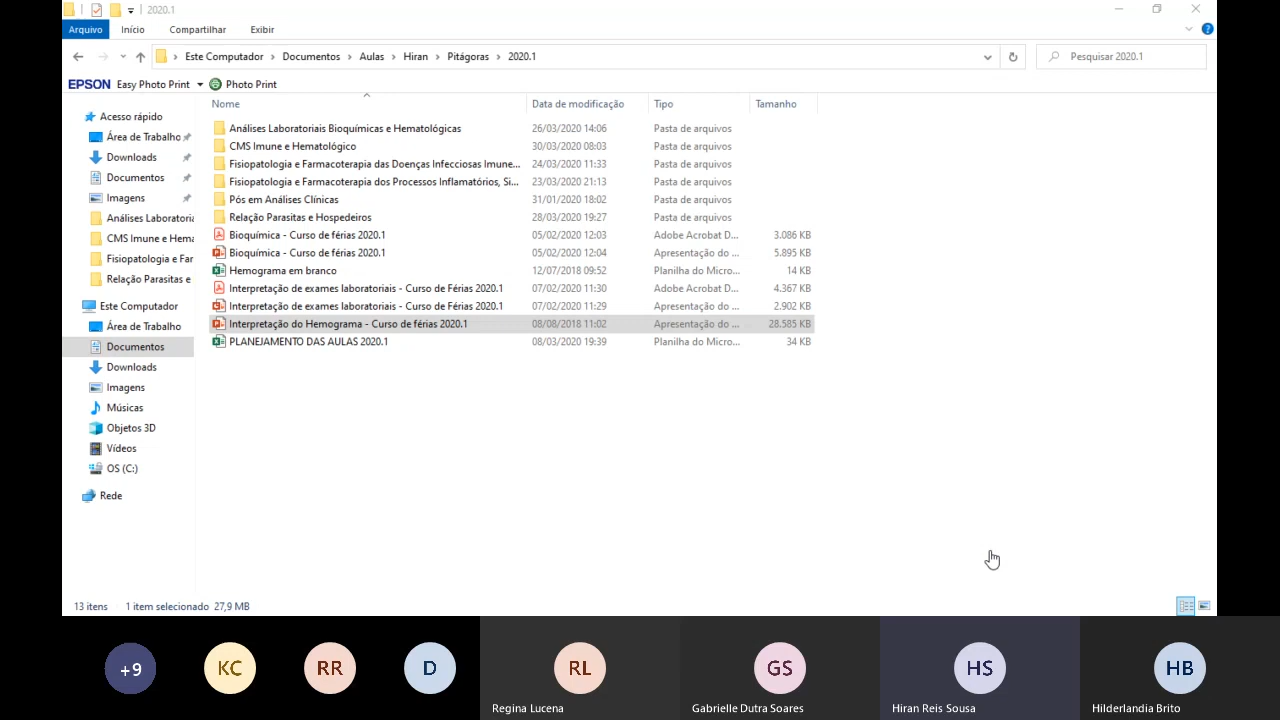 2020.1
Arquivo Início Compartilhar Exibir
Este Computador Documentos Aulas Hiran Pitágoras 2020.1 Pesquisar 2020.1
EPSON Easy Photo Print Photo Print
Nome Data de modificação Tipo Tamanho
Acesso rápido
Área de Trabalho
Downloads
Documentos
Imagens
Análises Laboratoria
CMS Imune e Hema
Fisiopatologia e Far
Relação Parasitas e
Este Computador
Área de Trabalho
Documentos
Downloads
Imagens
Músicas
Objetos 3D
Vídeos
OS (C:)
Rede
Análises Laboratoriais Bioquímicas e Hematológicas 26/03/2020 14:06 Pasta de arquivos
CMS Imune e Hematológico 30/03/2020 08:03 Pasta de arquivos
Fisiopatologia e Farmacoterapia das Doenças Infecciosas Imune... 24/03/2020 11:33 Pasta de arquivos
Fisiopatologia e Farmacoterapia dos Processos Inflamatórios, Si... 23/03/2020 21:13 Pasta de arquivos
Pós em Análises Clínicas 31/01/2020 18:02 Pasta de arquivos
Relação Parasitas e Hospedeiros 28/03/2020 19:27 Pasta de arquivos
Bioquímica - Curso de férias 2020.1 05/02/2020 12:03 Adobe Acrobat D... 3.086 KB
Bioquímica - Curso de férias 2020.1 05/02/2020 12:04 Apresentação do ... 5.895 KB
Hemograma em branco 12/07/2018 09:52 Planilha do Micro... 14 KB
Interpretação de exames laboratoriais - Curso de Férias 2020.1 07/02/2020 11:30 Adobe Acrobat D... 4.367 KB
Interpretação de exames laboratoriais - Curso de Férias 2020.1 07/02/2020 11:29 Apresentação do ... 2.902 KB
Interpretação do Hemograma - Curso de férias 2020.1 08/08/2018 11:02 Apresentação do ... 28.585 KB
PLANEJAMENTO DAS AULAS 2020.1 08/03/2020 19:39 Planilha do Micro... 34 KB
13 itens 1 item selecionado 27,9 MB
+9 KC RR D RL GS HS HB
Regina Lucena Gabrielle Dutra Soares Hiran Reis Sousa Hilderlandia Brito